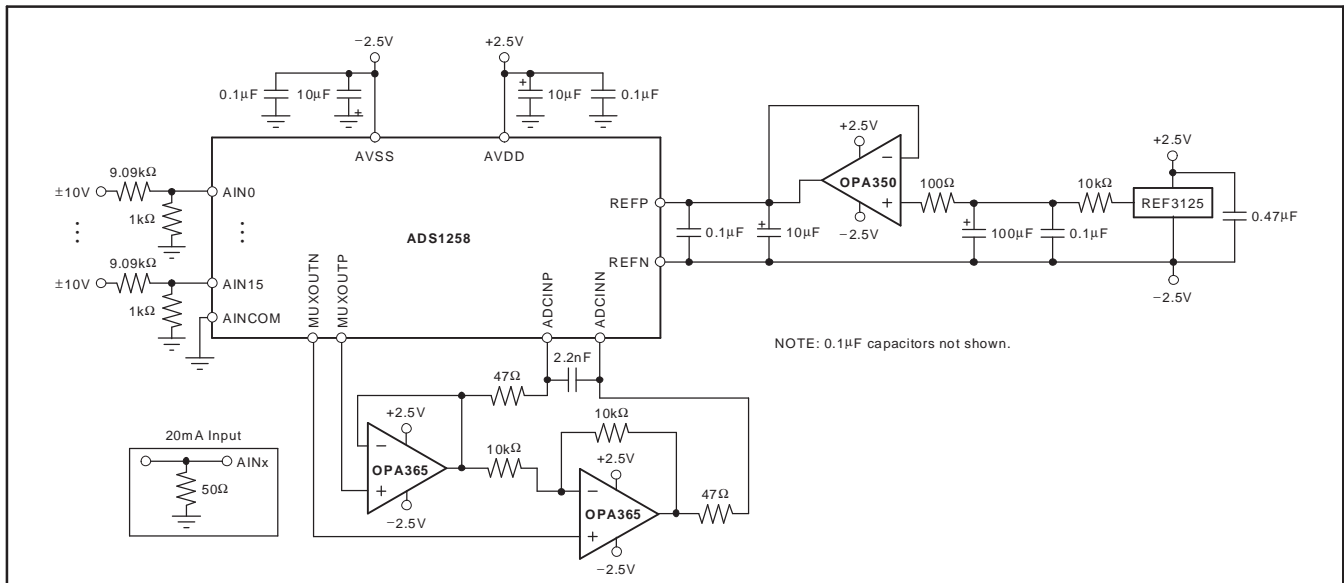 −2.5V
+2.5V
0.1μF
10μF
+
+
10μF
0.1μF
AVSS
AVDD
9.09kΩ
±10V
AIN0
1kΩ
⋮
⋮
9.09kΩ
±10V
AIN15
1kΩ
AINCOM
ADS1258
REFP
REFN
MUXOUTN
MUXOUTP
ADCINP
ADCINN
0.1μF
+
10μF
+2.5V
−
OPA350
+
−2.5V
100Ω
+
100μF
0.1μF
10kΩ
+2.5V
REF3125
0.47μF
−2.5V
NOTE: 0.1μF capacitors not shown.
2.2nF
47Ω
+2.5V
−
OPA365
+
−2.5V
10kΩ
10kΩ
+2.5V
−
OPA365
+
−2.5V
47Ω
20mA Input
AINx
50Ω